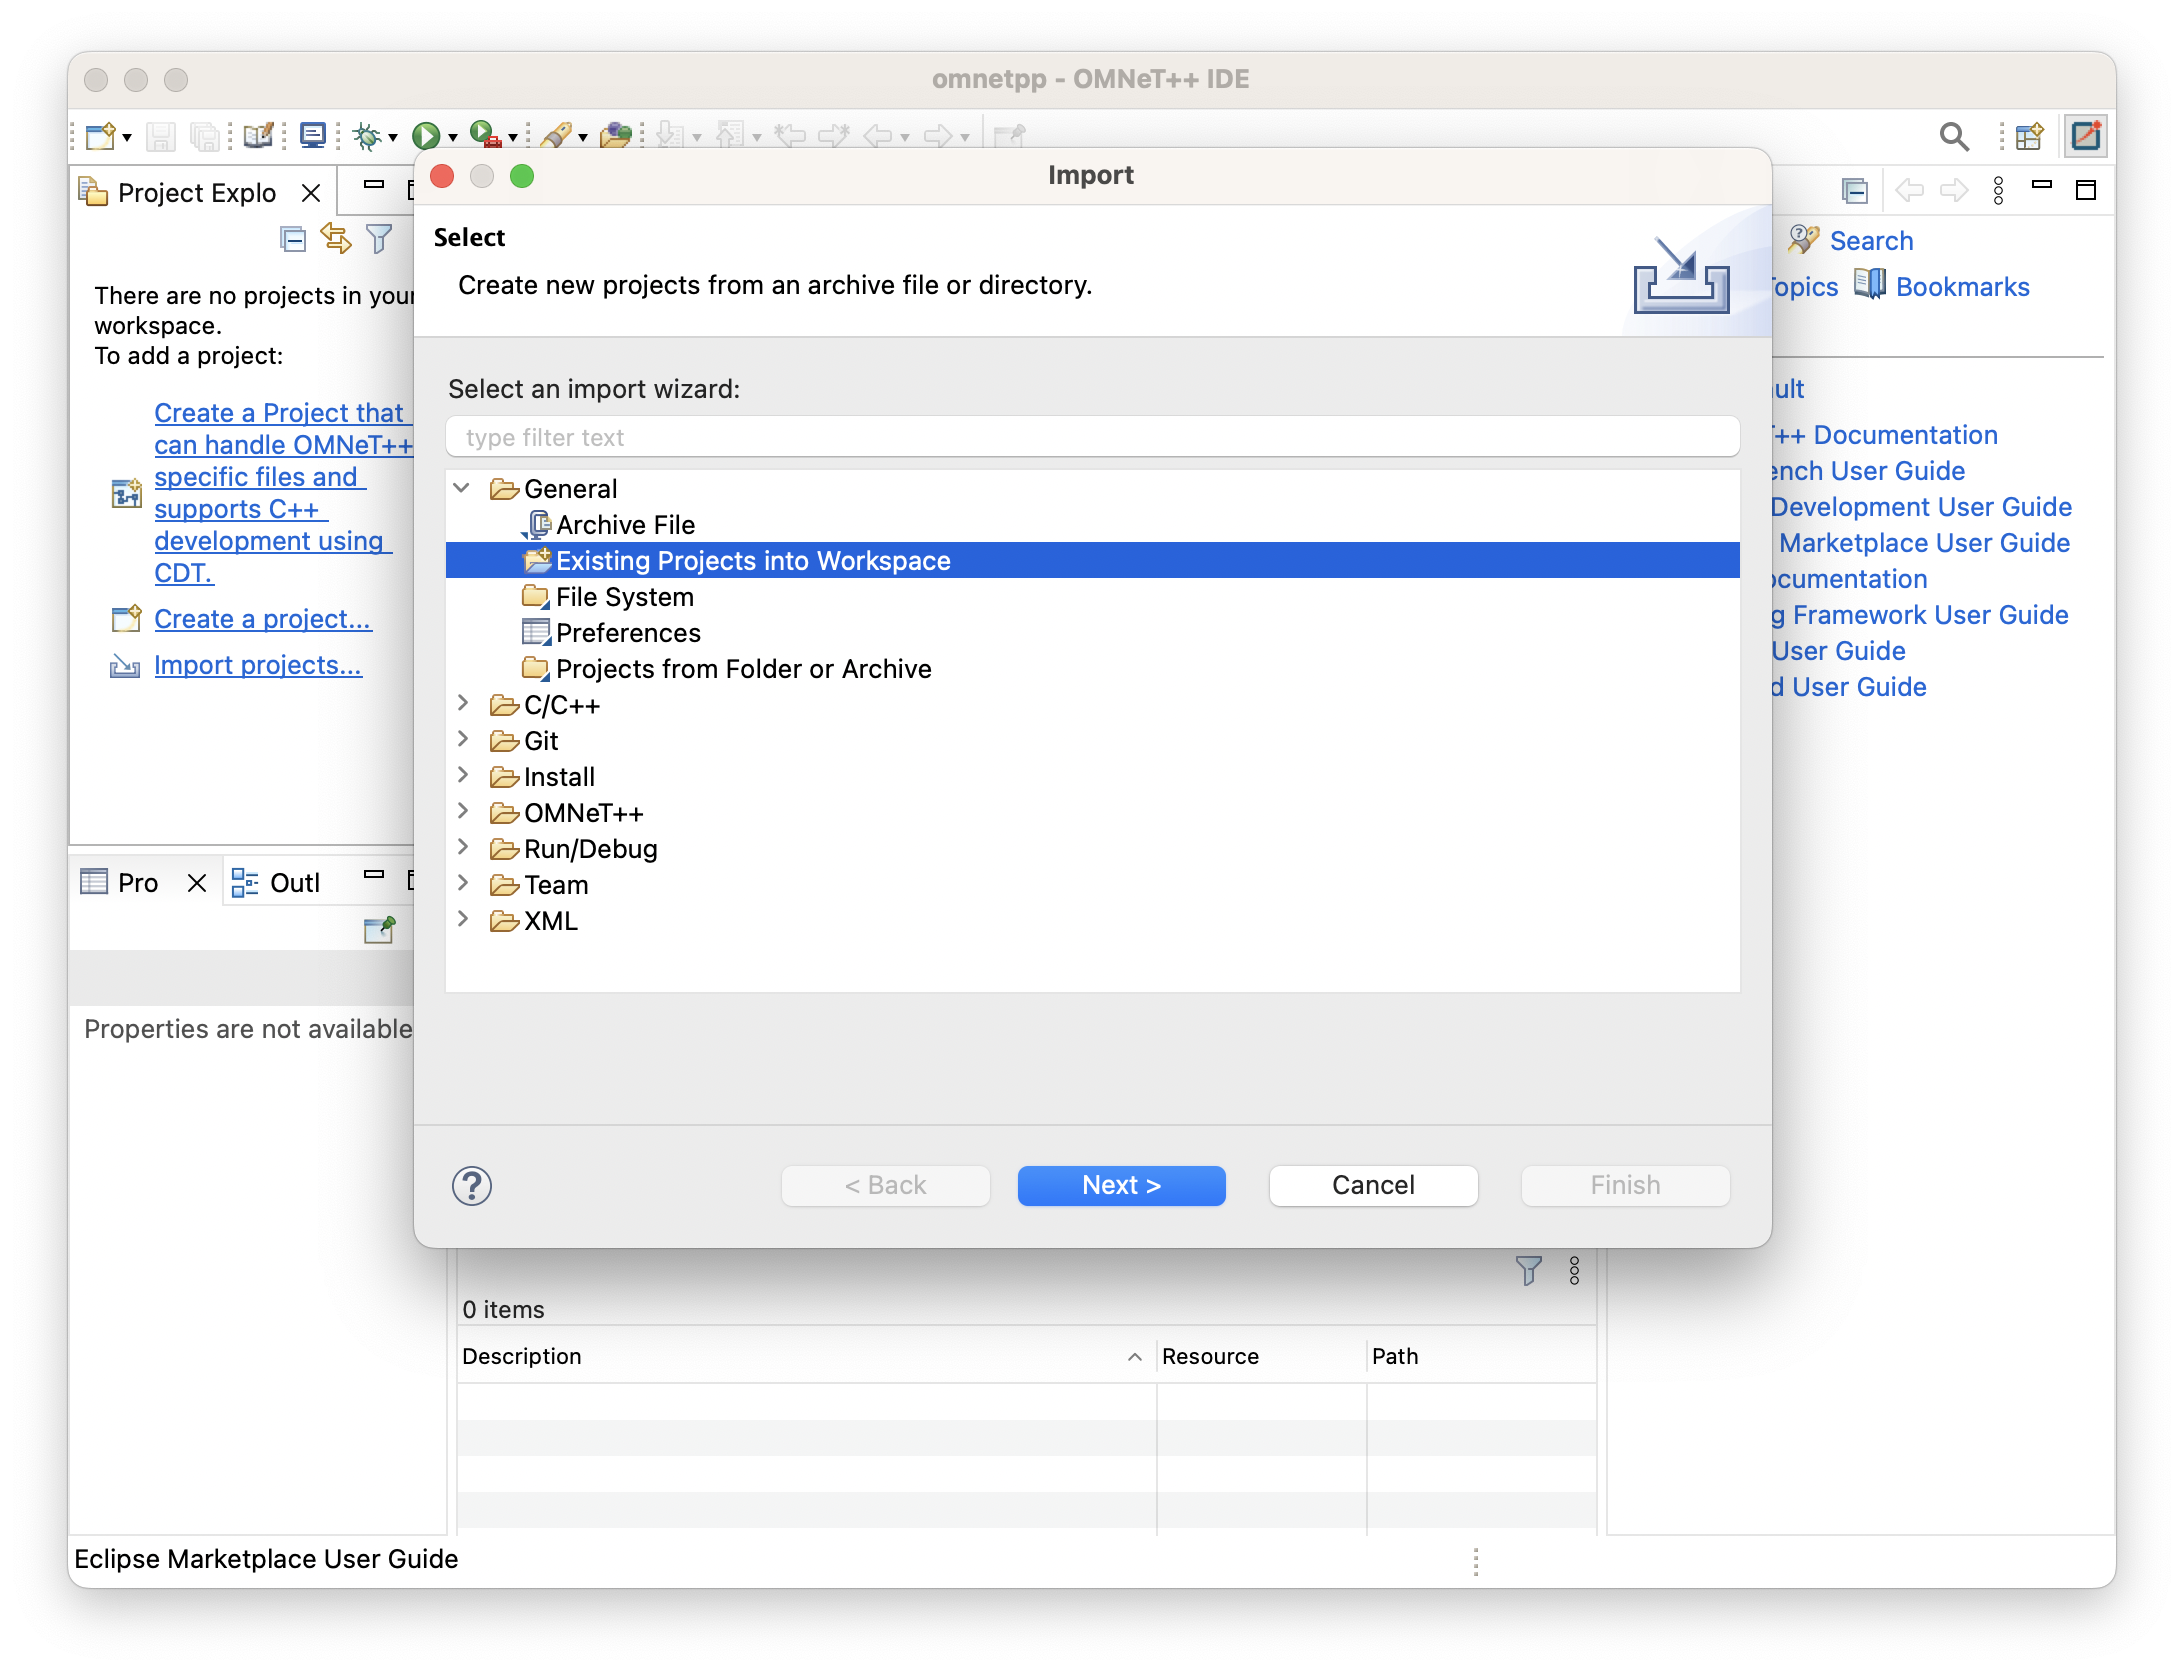 omnetpp - OMNeT++ IDE
Project Explo
Import
Select
Create new projects from an archive file or directory.
Search
Bookmarks
There are no projects in your
workspace.
To add a project:
Create a Project that
can handle OMNeT++
specific files and
supports C++
development using
CDT.
Create a project...
Import projects...
Select an import wizard:
type filter text
General
Archive File
Existing Projects into Workspace
File System
Preferences
Projects from Folder or Archive
C/C++
Git
Install
OMNeT++
Run/Debug
Team
XML
Documentation
User Guide
Development User Guide
Marketplace User Guide
Framework User Guide
User Guide
User Guide
Pro
Outl
Properties are not available
?
< Back
Next >
Cancel
Finish
0 items
Description
Resource
Path
Eclipse Marketplace User Guide